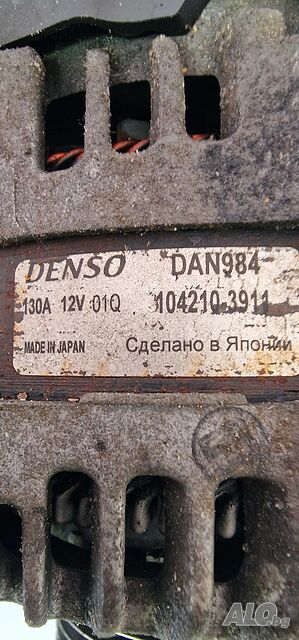 DENSO DAN984-
130A 12V 01Q 104210-3911
MADE IN JAPAN Сделано в Японии
ALO.bg